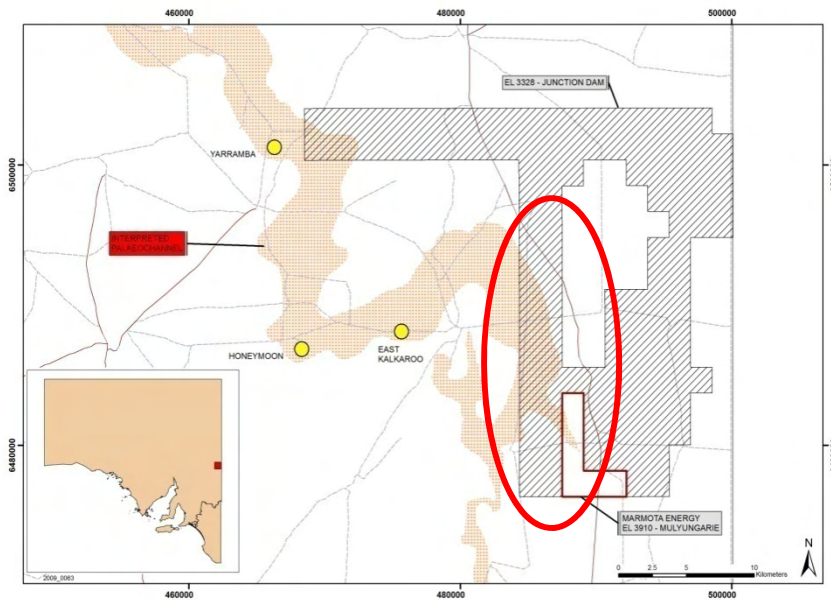 460000
480000
500000
EL 3328 - JUNCTION DAM
YARRAMBA
6500000
INTERPRETED
PALAEOCHANNEL
HONEYMOON
EAST
KALKAROO
6480000
MARMOTA ENERGY
EL 3910 - MULYUNGARIE
N
0 2.5 5 10
Kilometers
2009_0063
460000
480000
500000